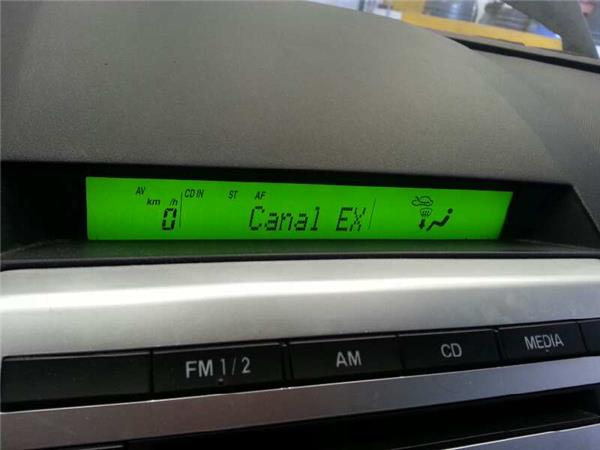 AV CD IN ST AF
km /h
0 Canal EX
FM 1/2 AM CD MEDIA